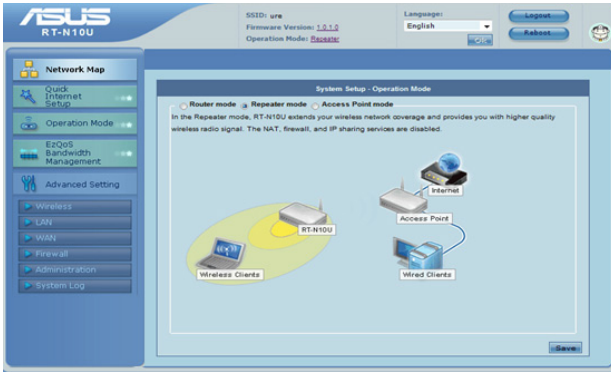 ASUS
RT-N10U
SSID: ure
Firmware Version: 1.0.1.0
Operation Mode: Repeater
Language:
English
Logout
Reboot
Network Map
Quick
Internet
Setup
Operation Mode
EzQoS
Bandwidth
Management
Advanced Setting
Wireless
LAN
WAN
Firewall
Administration
System Log
System Setup - Operation Mode
Router mode Repeater mode Access Point mode
In the Repeater mode, RT-N10U extends your wireless network coverage and provides you with higher quality
wireless radio signal. The NAT, firewall, and IP sharing services are disabled.
Internet
Access Point
RT-N10U
Wireless Clients
Wired Clients
Save